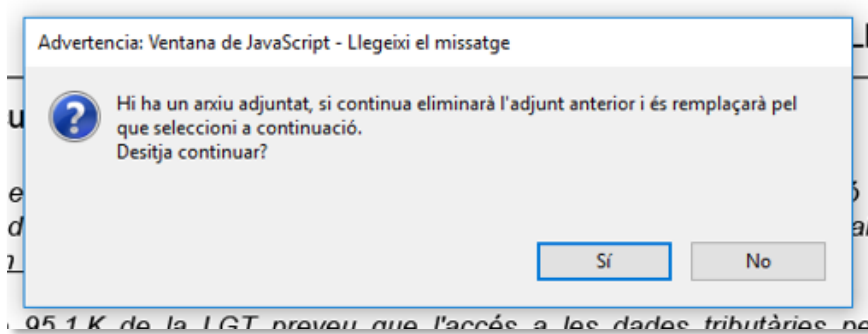 Advertencia: Ventana de JavaScript - Llegeixi el missatge
Hi ha un arxiu adjuntat, si continua eliminarà l'adjunt anterior i és remplaçarà pel
que seleccioni a continuació.
Desitja continuar?
Sí No
95.1 K de la LGT preveu que l'accés a les dades tributàries